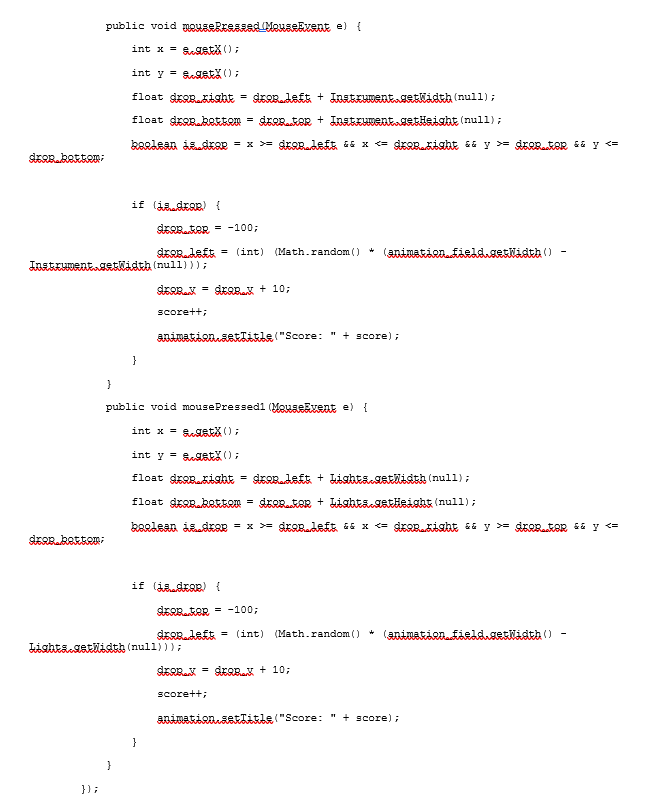 public void mousePressed(MouseEvent e) {
int x = e.getX();
int y = e.getY();
float drop_right = drop_left + Instrument.getWidth(null);
float drop_bottom = drop_top + Instrument.getHeight(null);
boolean is_drop = x >= drop_left && x <= drop_right && y >= drop_top && y <=
drop_bottom;
if (is_drop) {
drop_top = -100;
drop_left = (int) (Math.random() * (animation_field.getWidth() -
Instrument.getWidth(null)));
drop_v = drop_v + 10;
score++;
animation.setTitle("Score: " + score);
}
}
public void mousePressed1(MouseEvent e) {
int x = e.getX();
int y = e.getY();
float drop_right = drop_left + Lights.getWidth(null);
float drop_bottom = drop_top + Lights.getHeight(null);
boolean is_drop = x >= drop_left && x <= drop_right && y >= drop_top && y <=
drop_bottom;
if (is_drop) {
drop_top = -100;
drop_left = (int) (Math.random() * (animation_field.getWidth() -
Lights.getWidth(null)));
drop_v = drop_v + 10;
score++;
animation.setTitle("Score: " + score);
}
}
});